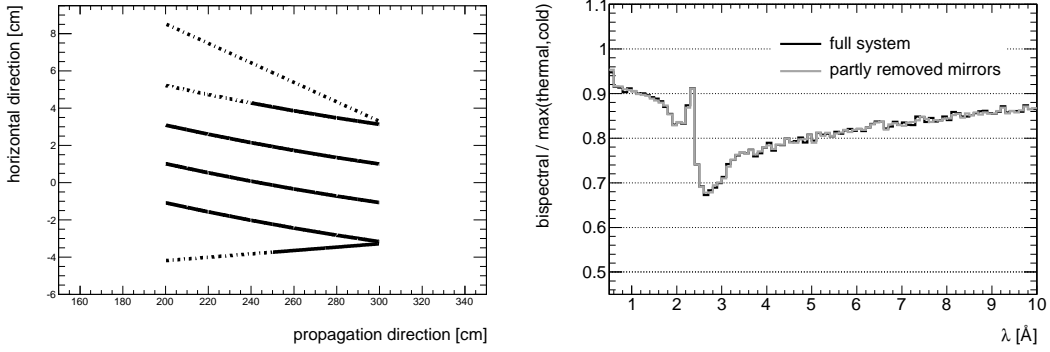 horizontal direction [cm]
8
6
4
2
0
-2
-4
-6
160 180 200 220 240 260 280 300 320 340
propagation direction [cm]
bispectral / max(thermal,cold)
1.1
1
0.9
0.8
0.7
0.6
0.5
full system
partly removed mirrors
1 2 3 4 5 6 7 8 9 10
λ [Å]